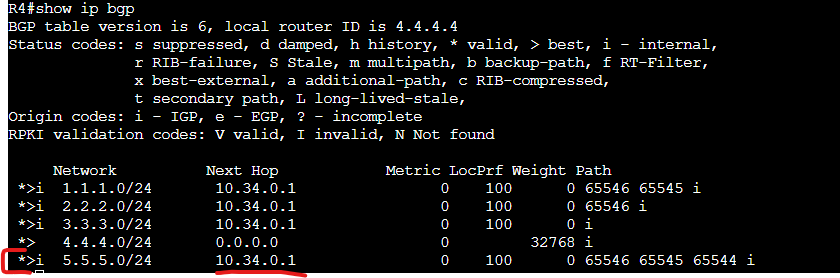 R4#show ip bgp
BGP table version is 6, local router ID is 4.4.4.4
Status codes: s suppressed, d damped, h history, * valid, > best, i - internal,
              r RIB-failure, S Stale, m multipath, b backup-path, f RT-Filter,
              x best-external, a additional-path, c RIB-compressed,
              t secondary path, L long-lived-stale,
Origin codes: i - IGP, e - EGP, ? - incomplete
RPKI validation codes: V valid, I invalid, N Not found

     Network          Next Hop            Metric LocPrf Weight Path
 *>i  1.1.1.0/24       10.34.0.1                0    100      0 65546 65545 i
 *>i  2.2.2.0/24       10.34.0.1                0    100      0 65546 i
 *>i  3.3.3.0/24       10.34.0.1                0    100      0 i
 *>   4.4.4.0/24       0.0.0.0                  0         32768 i
 *>i  5.5.5.0/24       10.34.0.1                0    100      0 65546 65545 65544 i